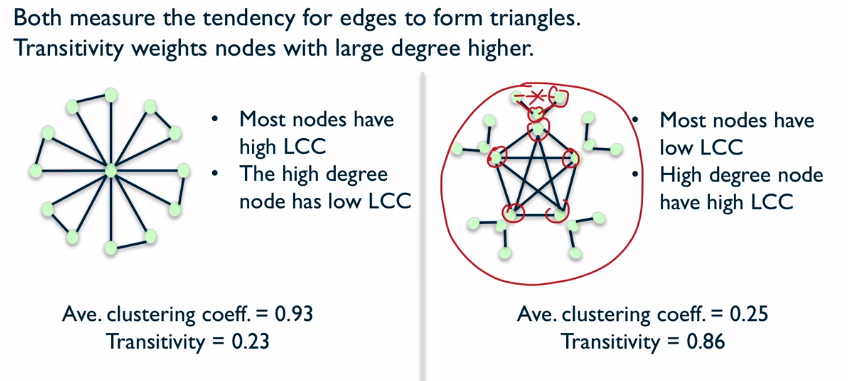 Both measure the tendency for edges to form triangles.
Transitivity weights nodes with large degree higher.
• Most nodes have
high LCC
• The high degree
node has low LCC
Ave. clustering coeff. = 0.93
Transitivity = 0.23
• Most nodes have
low LCC
• High degree node
have high LCC
Ave. clustering coeff. = 0.25
Transitivity = 0.86